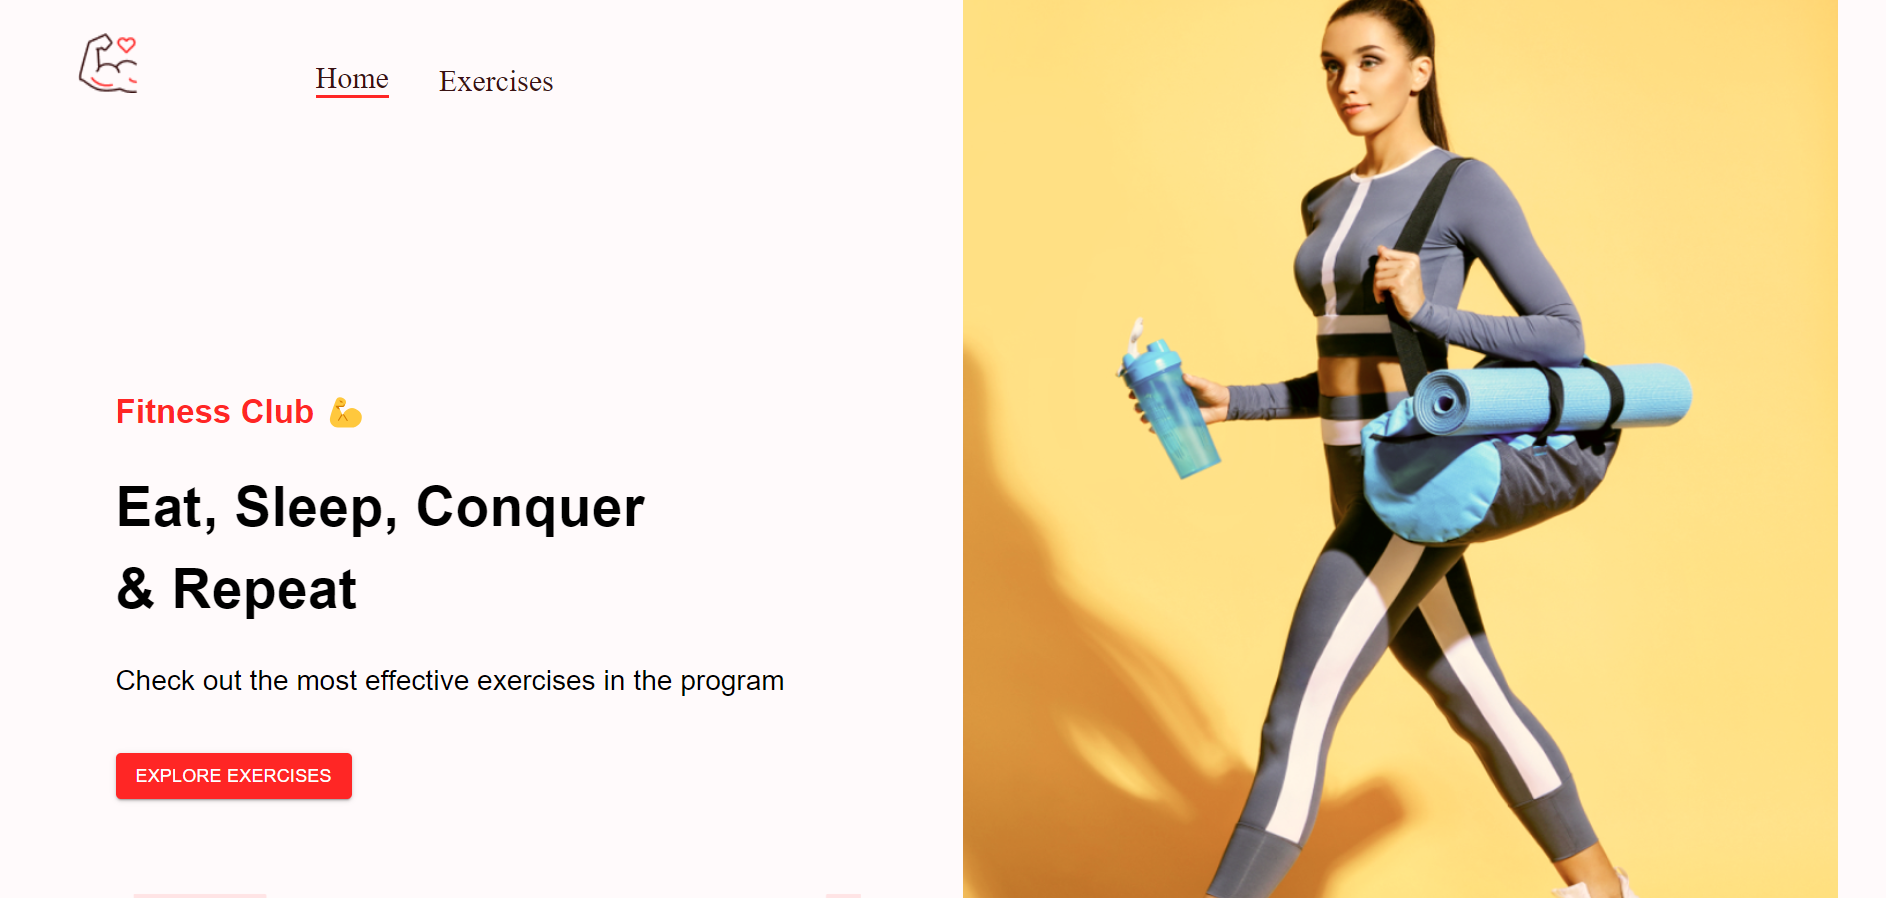 Home Exercises
Fitness Club 💪
Eat, Sleep, Conquer
& Repeat
Check out the most effective exercises in the program
EXPLORE EXERCISES